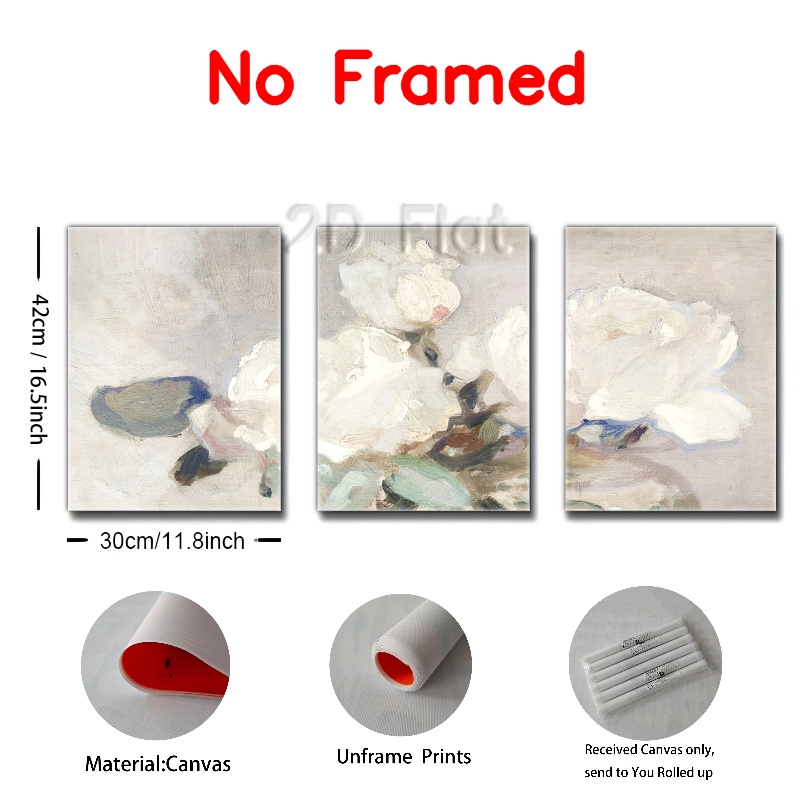 No Framed
2D Flat
42cm / 16.5inch
30cm/11.8inch
Material:Canvas
Unframe Prints
Received Canvas only,
send to You Rolled up